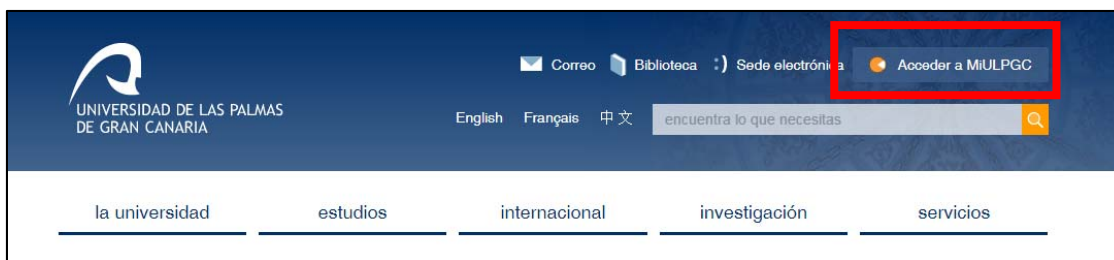 Correo Biblioteca :) Sede electrónica Acceder a MiULPGC
UNIVERSIDAD DE LAS PALMAS
DE GRAN CANARIA
English Français 中文 encuentra lo que necesitas
la universidad estudios internacional investigación servicios